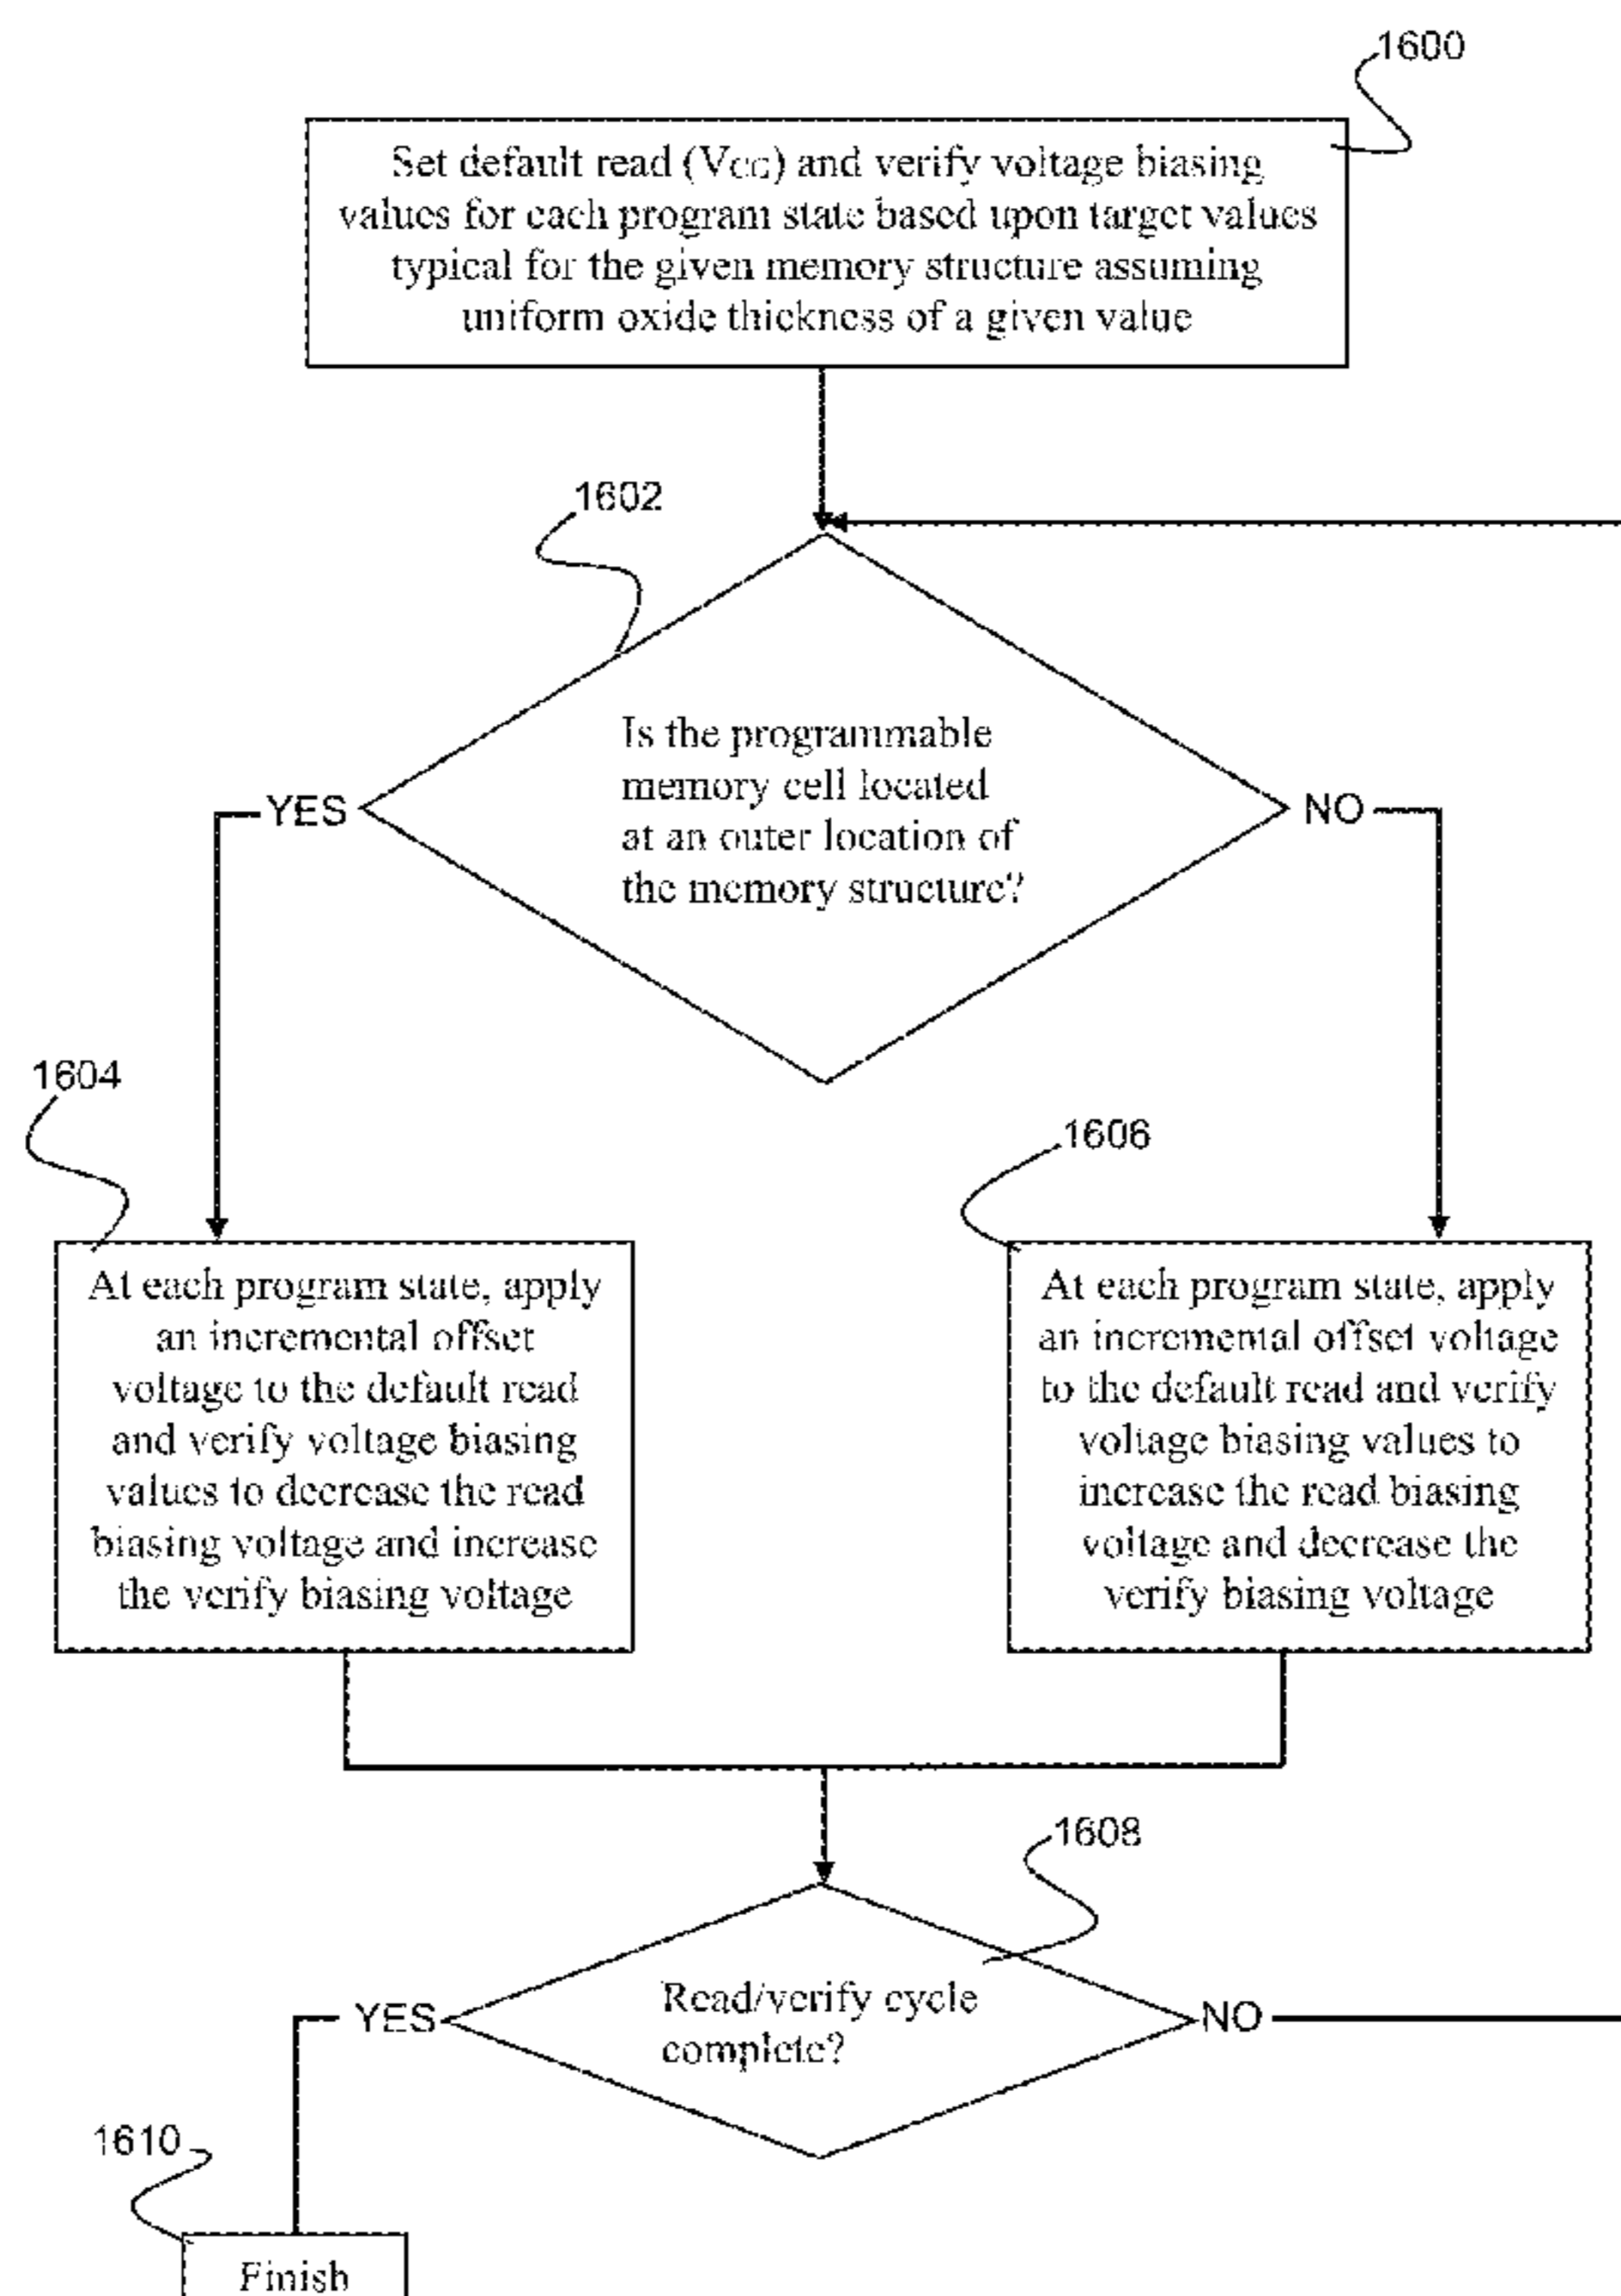 1600
Set default read (VCG) and verify voltage biasing
values for each program state based upon target values
typical for the given memory structure assuming
uniform oxide thickness of a given value
1602
Is the programmable
memory cell located
at an outer location of
the memory structure?
YES
NO
1604
At each program state, apply
an incremental offset
voltage to the default read
and verify voltage biasing
values to decrease the read
biasing voltage and increase
the verify biasing voltage
1606
At each program state, apply
an incremental offset voltage
to the default read and verify
voltage biasing values to
increase the read biasing
voltage and decrease the
verify biasing voltage
1608
Read/verify cycle
complete?
YES
NO
1610
Finish